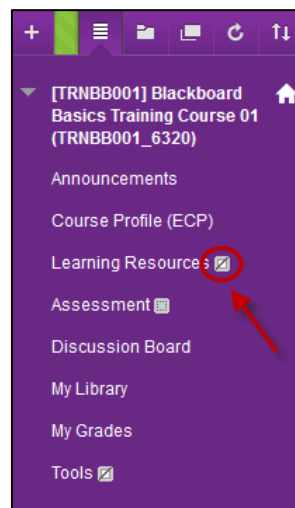 [TRNBB001] Blackboard
Basics Training Course 01
(TRNBB001_6320)
Announcements
Course Profile (ECP)
Learning Resources
Assessment
Discussion Board
My Library
My Grades
Tools